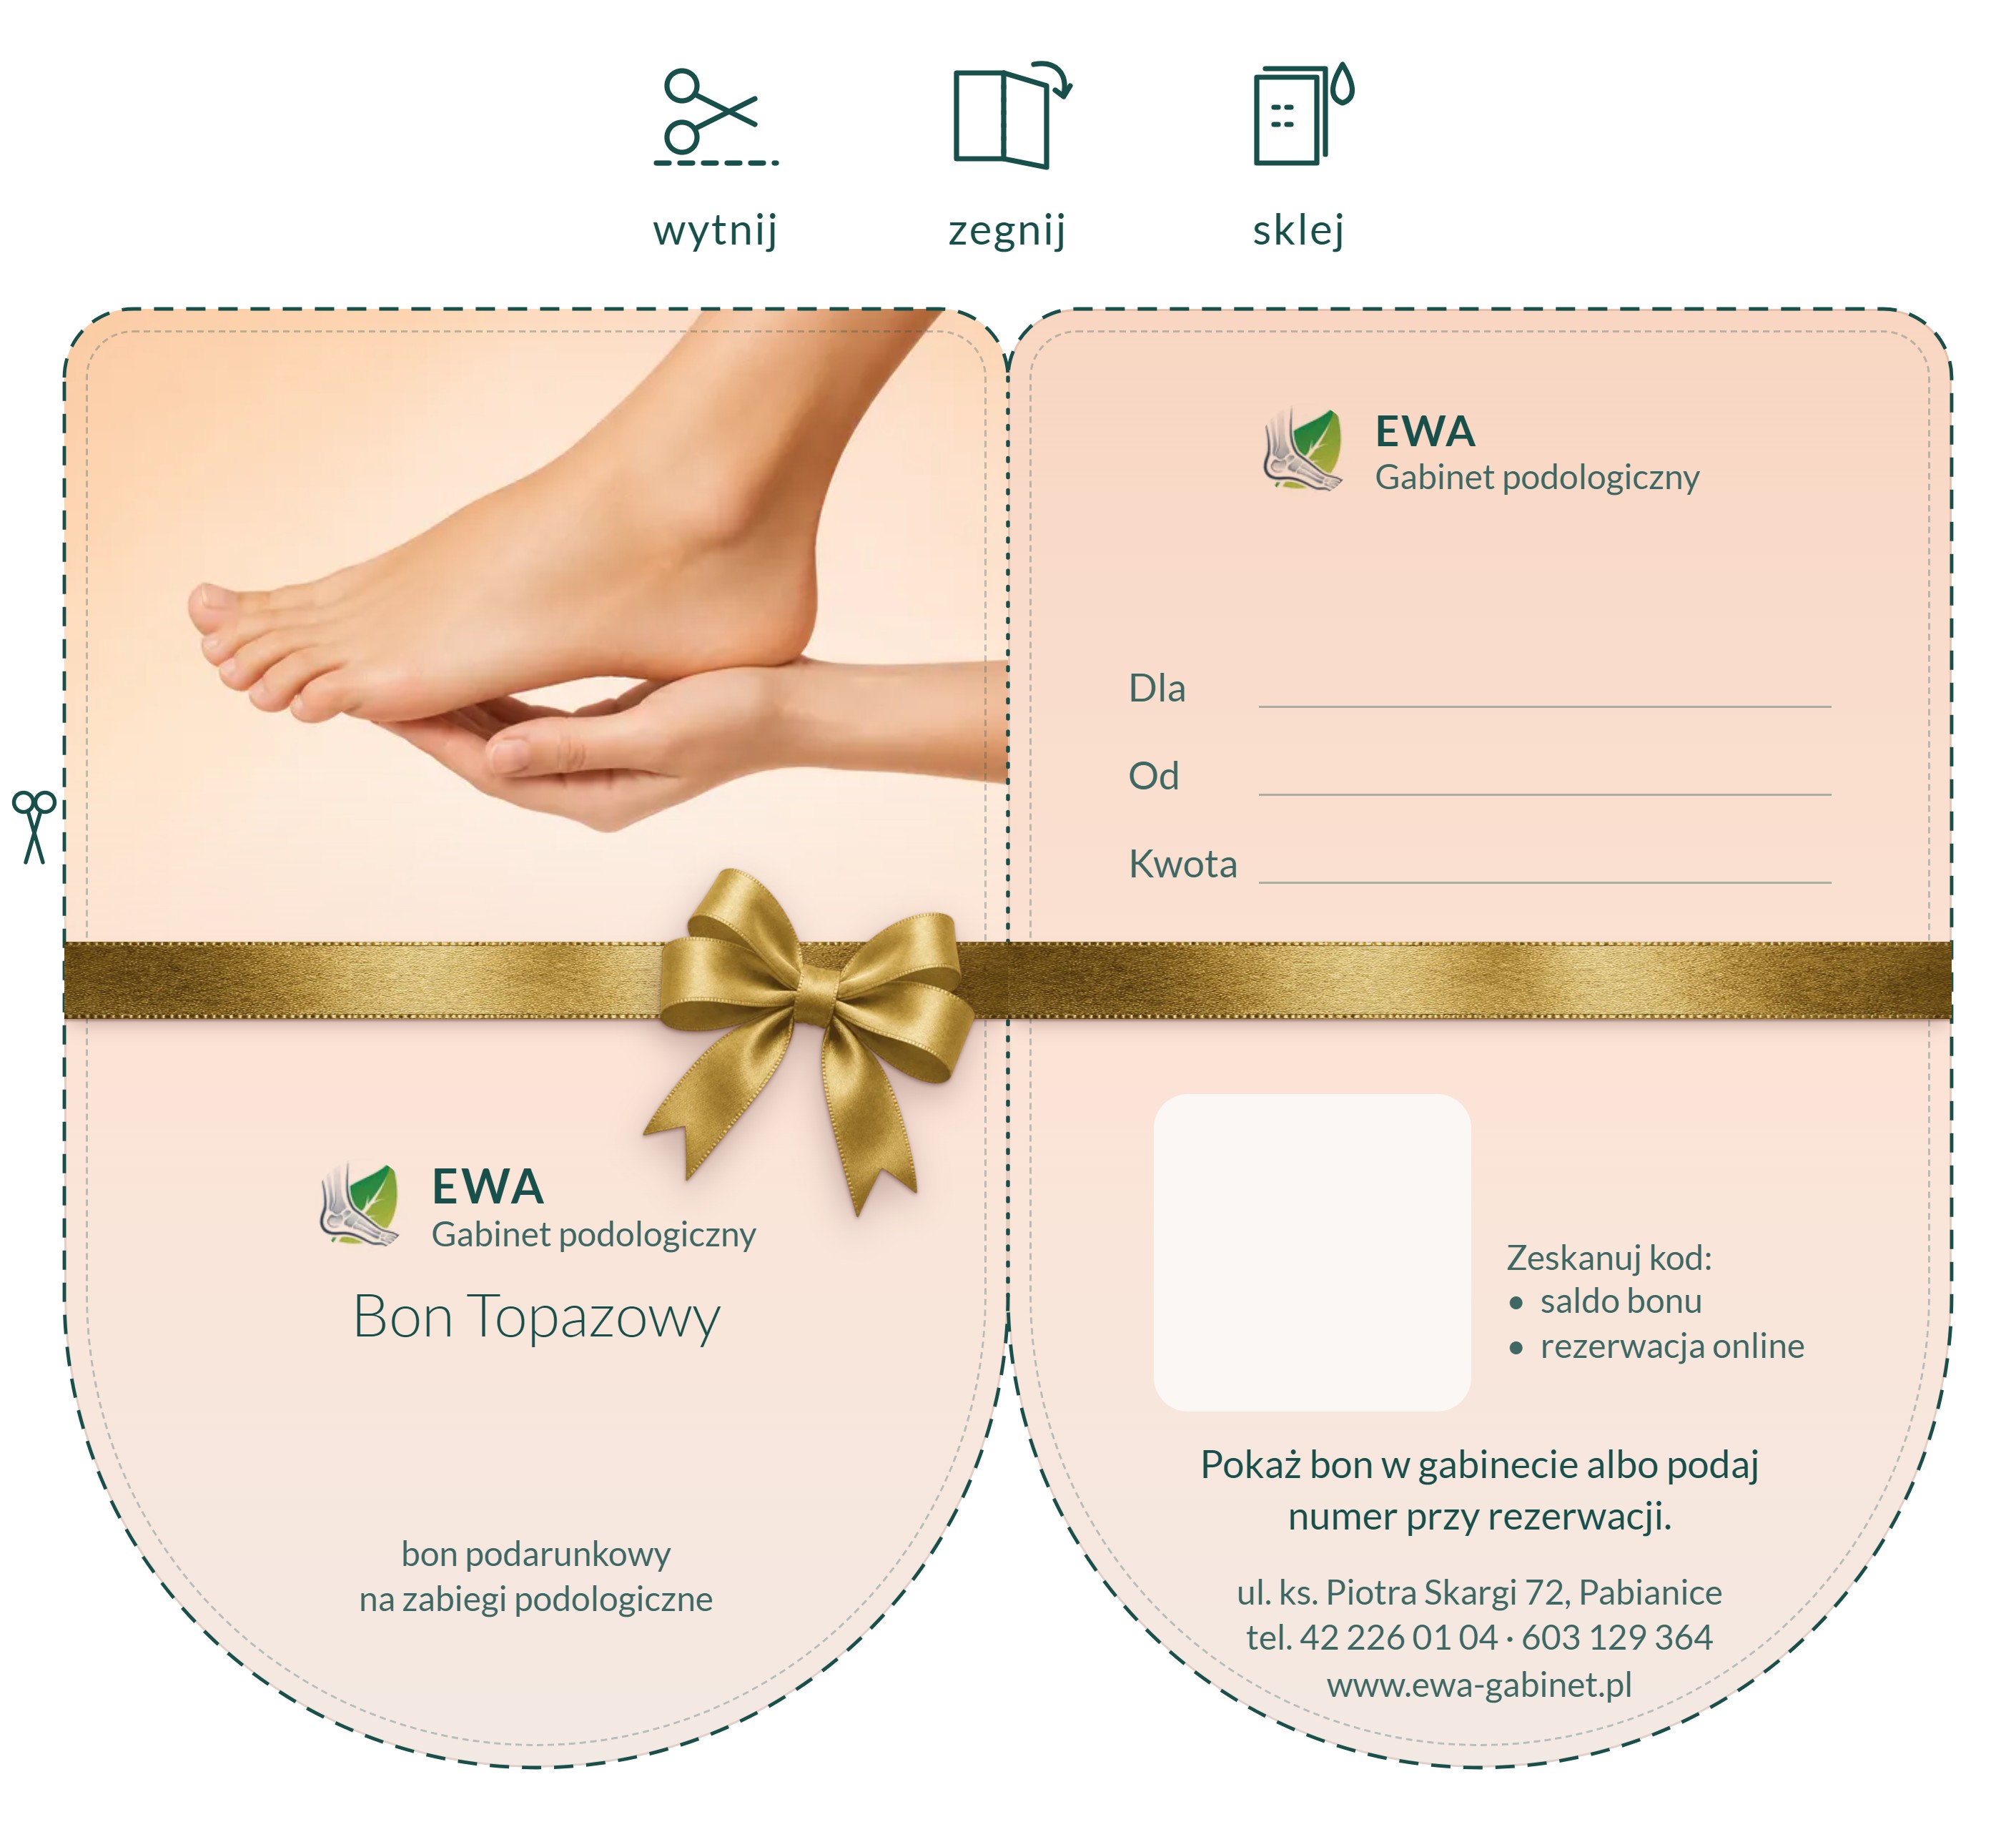 wytnij
zegnij
sklej
EWA
Gabinet podologiczny
Bon Topazowy
bon podarunkowy
na zabiegi podologiczne
EWA
Gabinet podologiczny
Dla
Od
Kwota
Zeskanuj kod:
• saldo bonu
• rezerwacja online
Pokaż bon w gabinecie albo podaj
numer przy rezerwacji.
ul. ks. Piotra Skargi 72, Pabianice
tel. 42 226 01 04 · 603 129 364
www.ewa-gabinet.pl